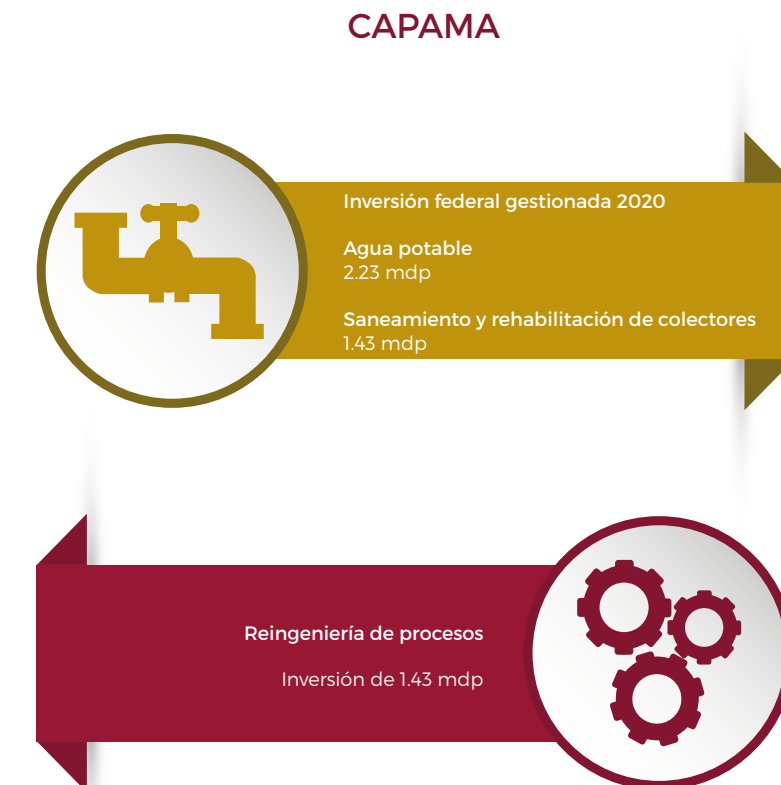 CAPAMA
Inversión federal gestionada 2020
Agua potable
2.23 mdp
Saneamiento y rehabilitación de colectores
1.43 mdp
Reingeniería de procesos
Inversión de 1.43 mdp